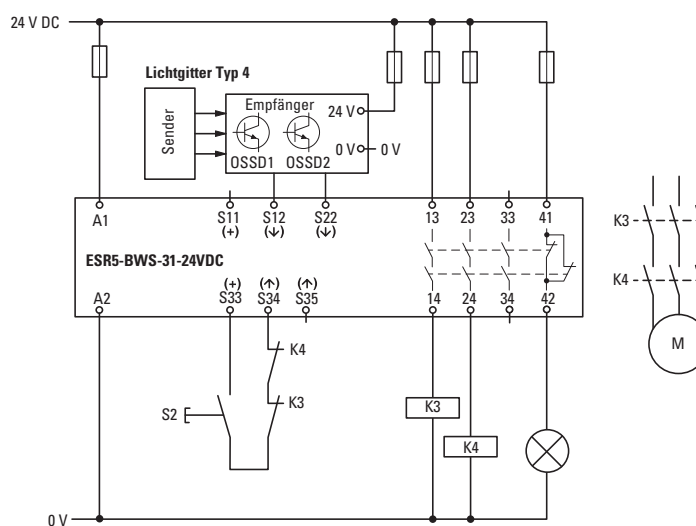 24 V DC
Lichtgitter Typ 4
Sender
Empfänger
24 V
0 V
0 V
OSSD1 OSSD2
A1 S11 S12 S22 13 23 33 41
(+) (↓) (↓)
ESR5-BWS-31-24VDC
(+) (↑) (↑)
A2 S33 S34 S35 14 24 34 42
K3
K4
M
K4
K3
S2
K3
K4
0 V